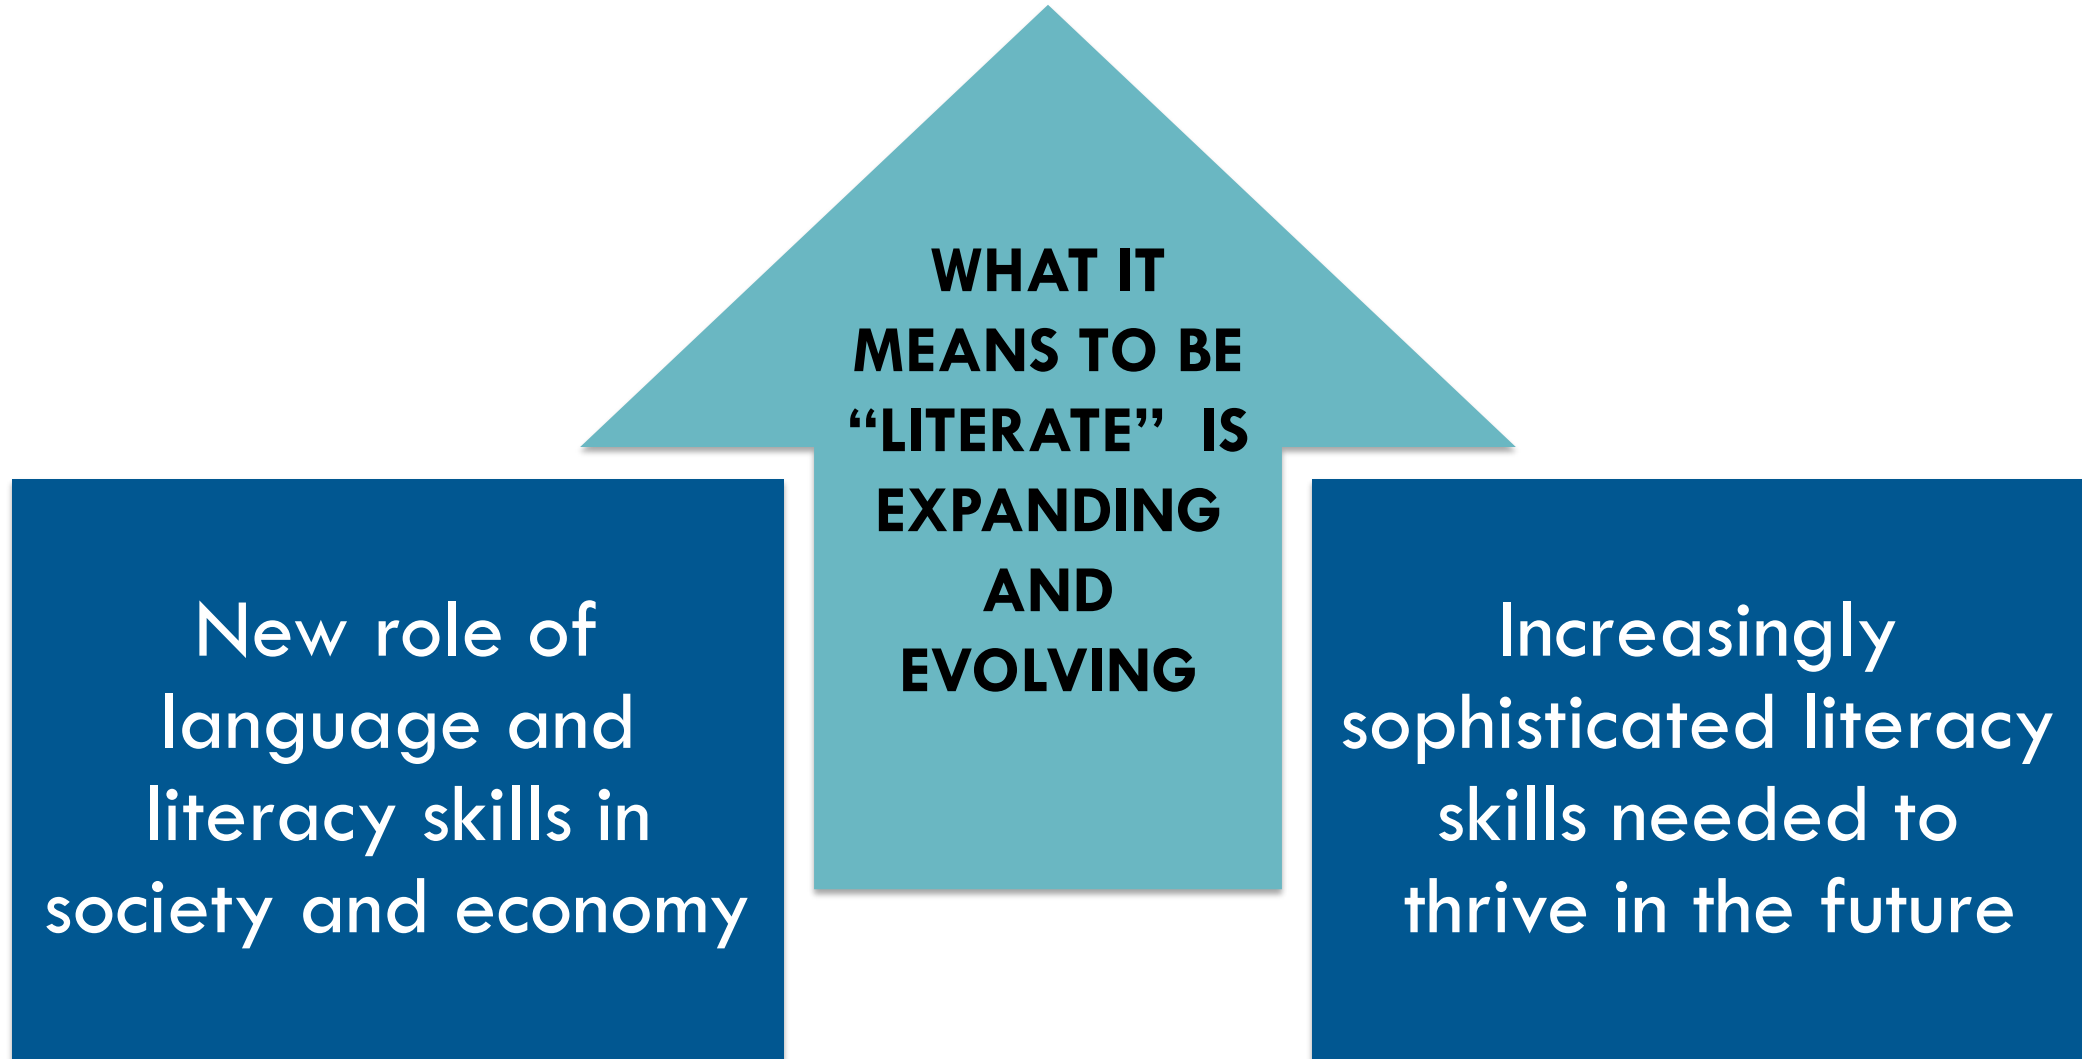 WHAT IT
MEANS TO BE
“LITERATE” IS
EXPANDING
AND
EVOLVING
New role of
language and
literacy skills in
society and economy
Increasingly
sophisticated literacy
skills needed to
thrive in the future